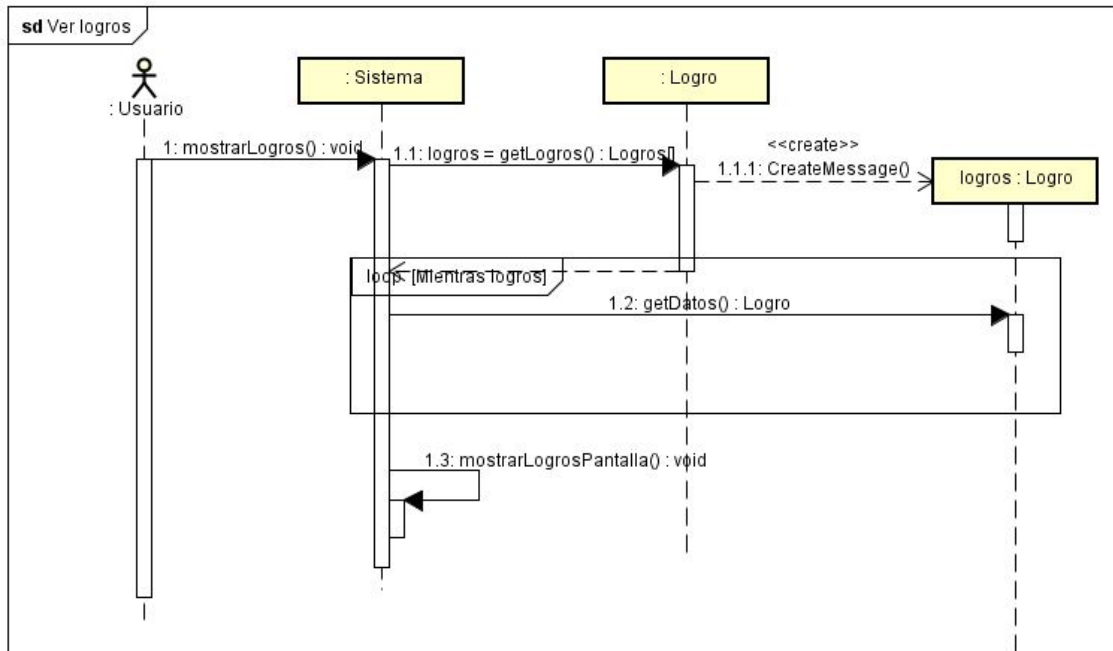 sd Ver logros
: Usuario
: Sistema
: Logro
1: mostrarLogros() : void
1.1: logros = getLogros() : Logros[]
<<create>>
1.1.1: CreateMessage()
logros : Logro
loop [Mientras logros]
1.2: getDatos() : Logro
1.3: mostrarLogrosPantalla() : void